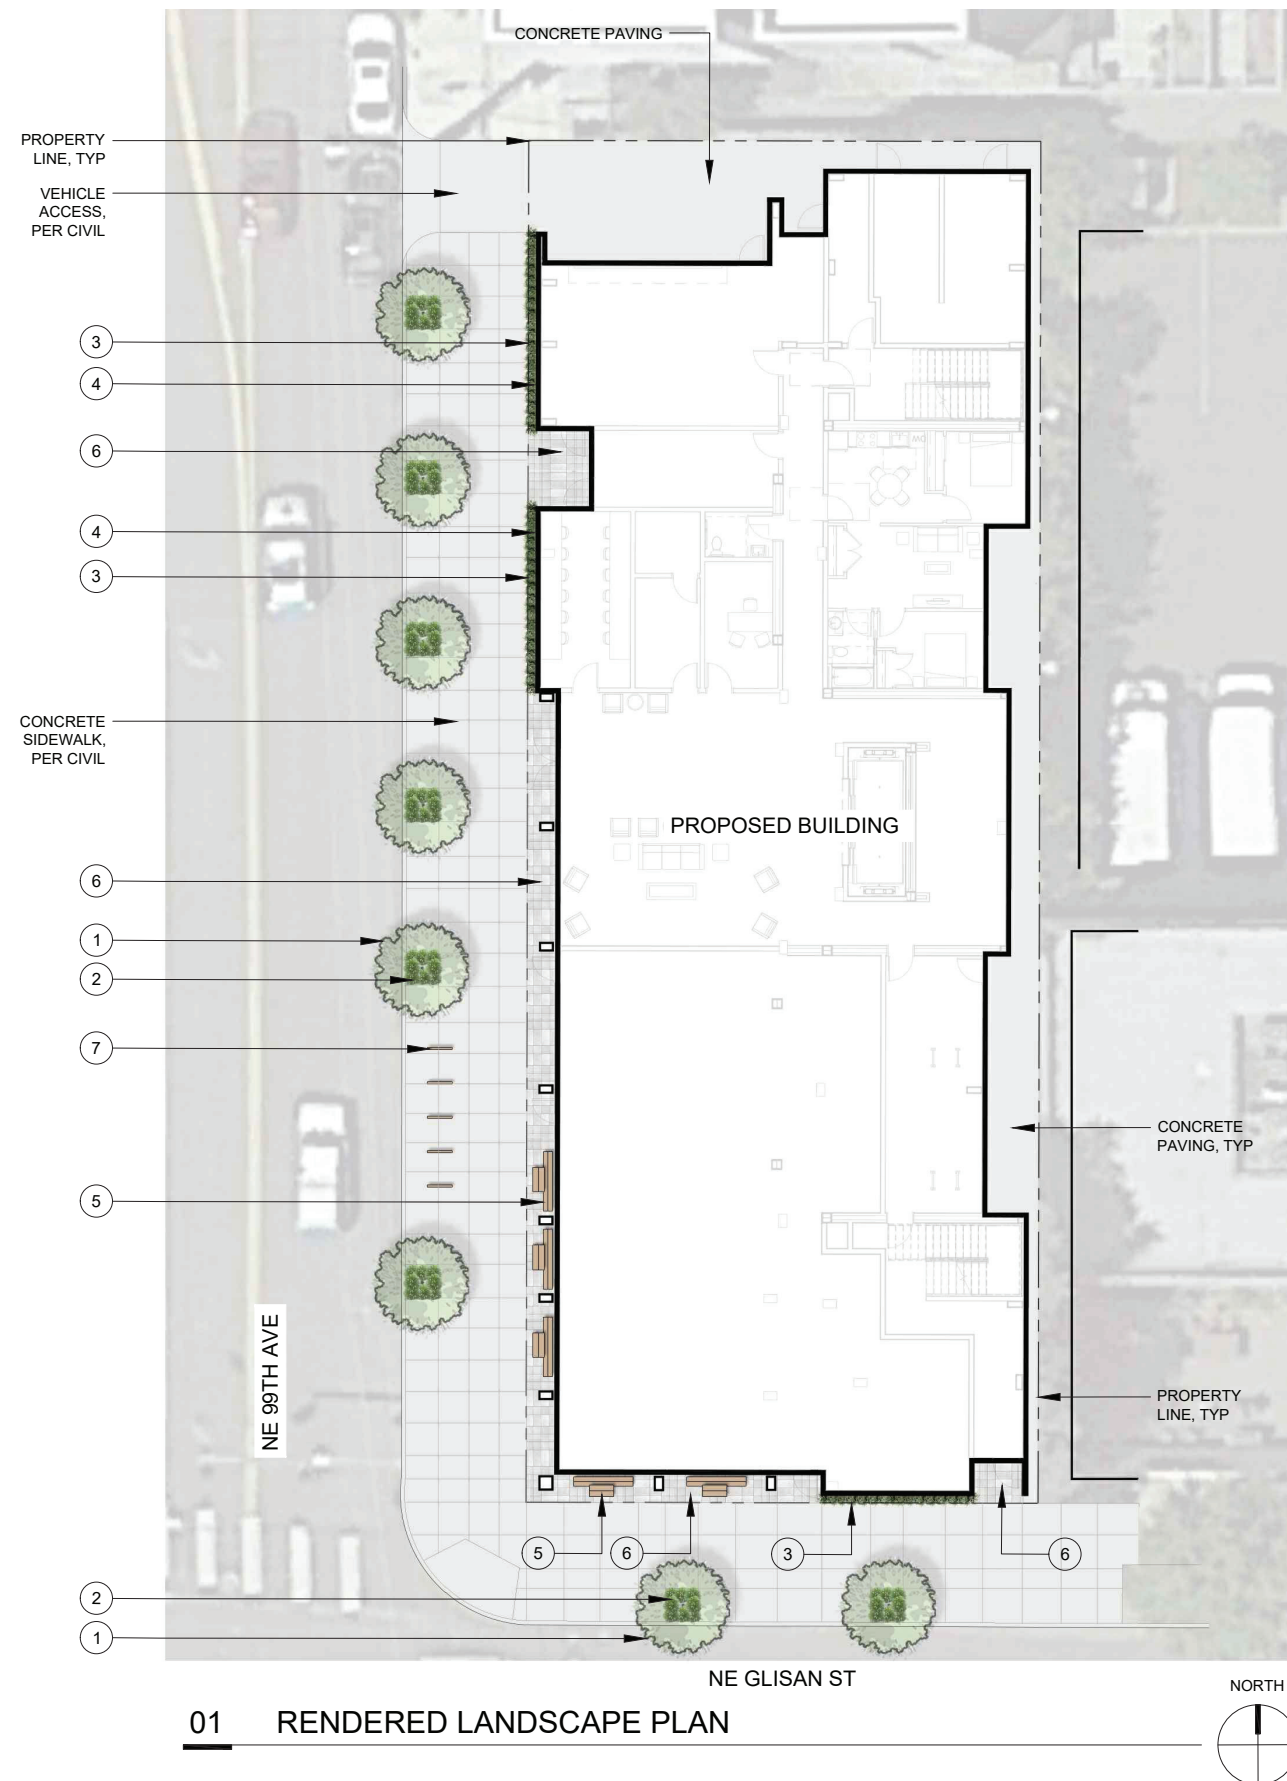 CONCRETE PAVING
PROPERTY
LINE, TYP
VEHICLE
ACCESS,
PER CIVIL
3
4
6
4
3
CONCRETE
SIDEWALK,
PER CIVIL
PROPOSED BUILDING
6
1
2
7
CONCRETE
PAVING, TYP
5
NE 99TH AVE
PROPERTY
LINE, TYP
5
6
3
6
2
1
NE GLISAN ST
NORTH
01 RENDERED LANDSCAPE PLAN